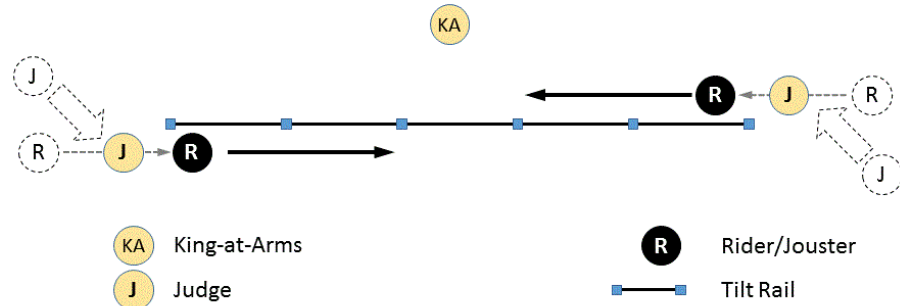 KA
J
R
J
R
R
J
R
J
KA King-at-Arms
R Rider/Jouster
J Judge
Tilt Rail